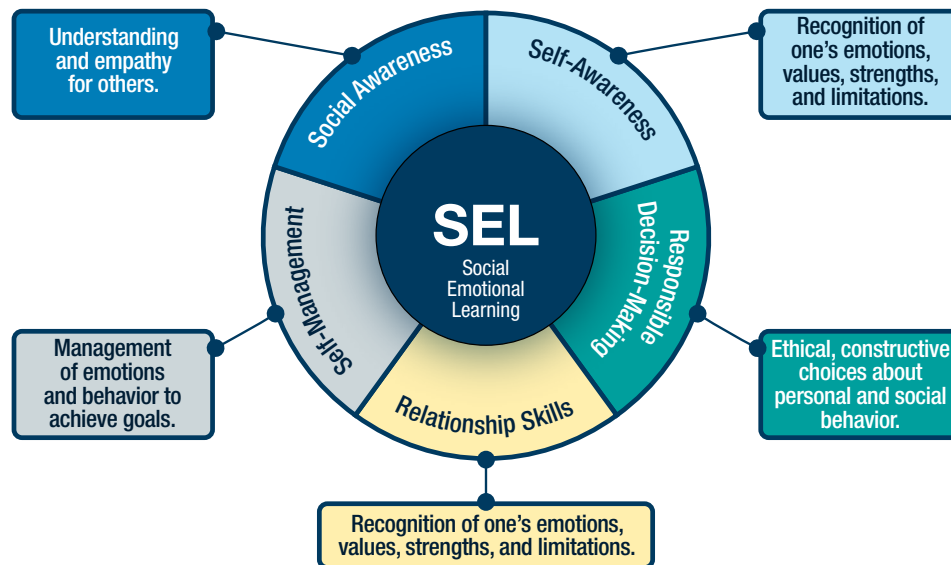 Understanding
and empathy
for others.
Social Awareness
Self-Awareness
Recognition of
one’s emotions,
values, strengths,
and limitations.
SEL
Social
Emotional
Learning
Self-Management
Responsible
Decision-Making
Management
of emotions
and behavior to
achieve goals.
Relationship Skills
Ethical, constructive
choices about
personal and social
behavior.
Recognition of one’s emotions,
values, strengths, and limitations.